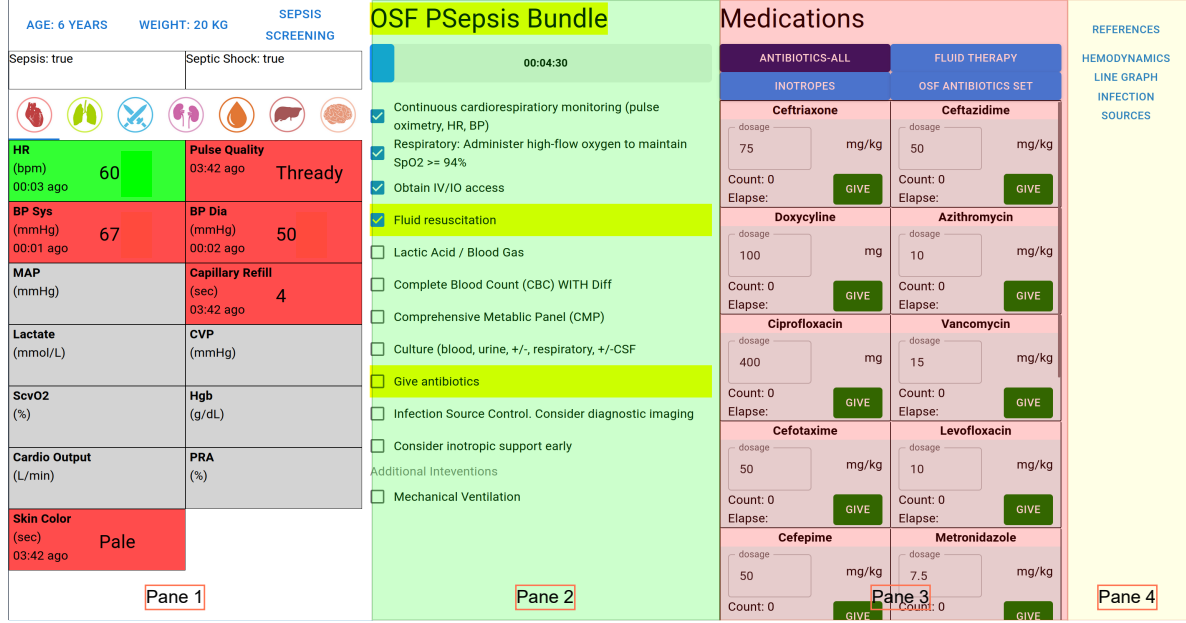 AGE: 6 YEARS
WEIGHT: 20 KG
SEPSIS
SCREENING
Sepsis: true
Septic Shock: true
HR
(bpm)
00:03 ago
60
Pulse Quality
03:42 ago
Thready
BP Sys
(mmHg)
00:01 ago
67
BP Dia
(mmHg)
00:02 ago
50
MAP
(mmHg)
Capillary Refill
(sec)
03:42 ago
4
Lactate
(mmol/L)
CVP
(mmHg)
ScvO2
(%)
Hgb
(g/dL)
Cardio Output
(L/min)
PRA
(%)
Skin Color
(sec)
03:42 ago
Pale
Pane 1
OSF PSepsis Bundle
00:04:30
Continuous cardiorespiratory monitoring (pulse
oximetry, HR, BP)
Respiratory: Administer high-flow oxygen to maintain
SpO2 >= 94%
Obtain IV/IO access
Fluid resuscitation
Lactic Acid / Blood Gas
Complete Blood Count (CBC) WITH Diff
Comprehensive Metablic Panel (CMP)
Culture (blood, urine, +/-, respiratory, +/-CSF
Give antibiotics
Infection Source Control. Consider diagnostic imaging
Consider inotropic support early
Additional Inteventions
Mechanical Ventilation
Pane 2
Medications
ANTIBIOTICS-ALL
FLUID THERAPY
INOTROPES
OSF ANTIBIOTICS SET
Ceftriaxone
dosage
75
mg/kg
Count: 0
Elapse:
GIVE
Ceftazidime
dosage
50
mg/kg
Count: 0
Elapse:
GIVE
Doxycyline
dosage
100
mg
Count: 0
Elapse:
GIVE
Azithromycin
dosage
10
mg/kg
Count: 0
Elapse:
GIVE
Ciprofloxacin
dosage
400
mg
Count: 0
Elapse:
GIVE
Vancomycin
dosage
15
mg/kg
Count: 0
Elapse:
GIVE
Cefotaxime
dosage
50
mg/kg
Count: 0
Elapse:
GIVE
Levofloxacin
dosage
10
mg/kg
Count: 0
Elapse:
GIVE
Cefepime
dosage
50
mg/kg
Count: 0
GIVE
Metronidazole
dosage
7.5
mg/kg
Count: 0
GIVE
Pane 3
REFERENCES
HEMODYNAMICS
LINE GRAPH
INFECTION
SOURCES
Pane 4